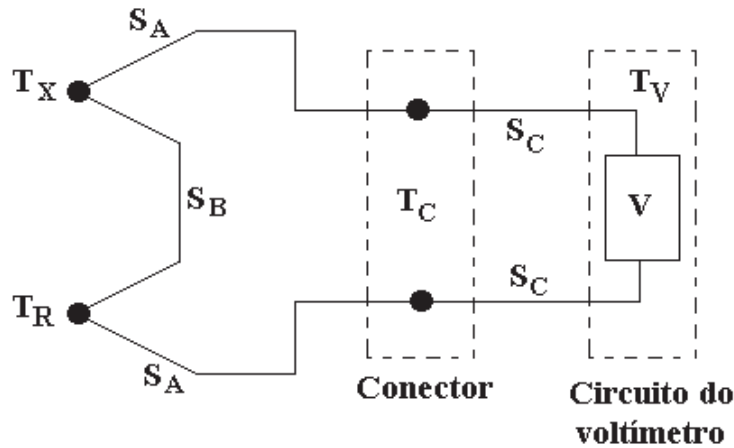 S_A
T_X
T_V
S_C
S_B
T_C
V
S_C
T_R
S_A
Conector
Circuito do
voltímetro